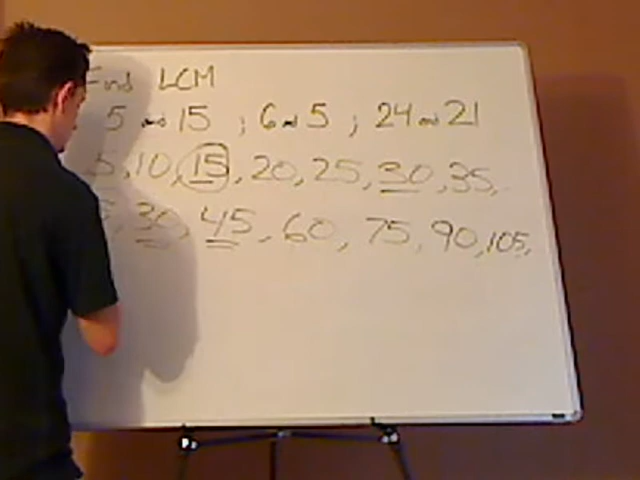 Find LCM
5 and 15 ; 6 and 5 ; 24 and 21
5, 10, 15, 20, 25, 30, 35,
30, 45, 60, 75, 90, 105,